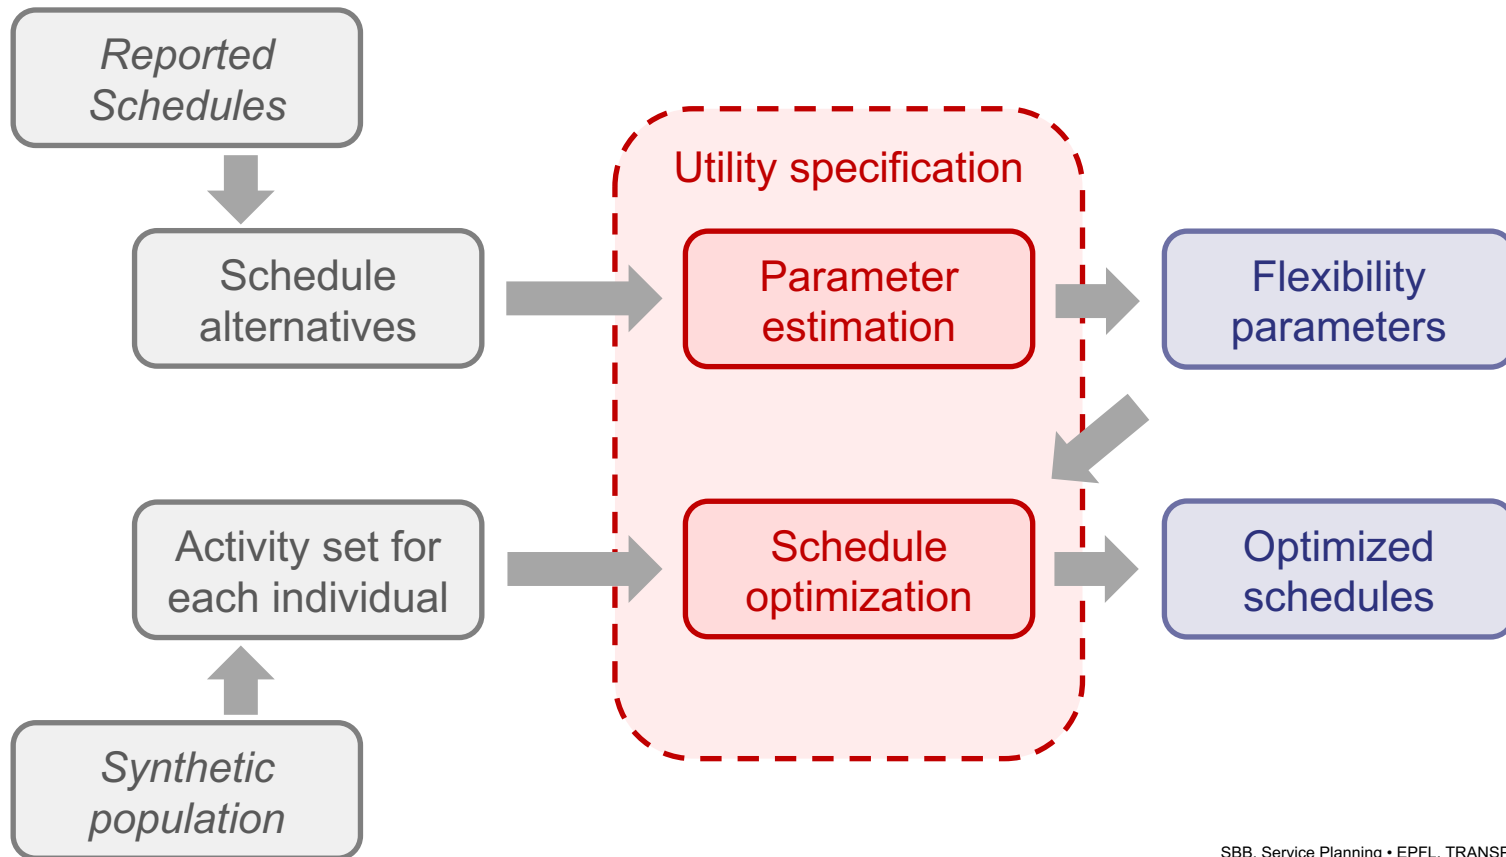 Reported
Schedules
Utility specification
Schedule
alternatives
Parameter
estimation
Flexibility
parameters
Activity set for
each individual
Schedule
optimization
Optimized
schedules
Synthetic
population
SBB, Service Planning • EPFL,